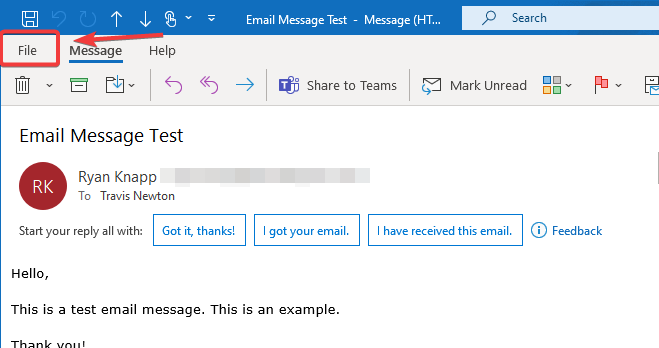 Email Message Test - Message (HT...
Search
File Message Help
Share to Teams Mark Unread
Email Message Test
RK
Ryan Knapp
To Travis Newton
Start your reply all with: Got it, thanks! I got your email. I have received this email. Feedback
Hello,
This is a test email message. This is an example.
Thank you!